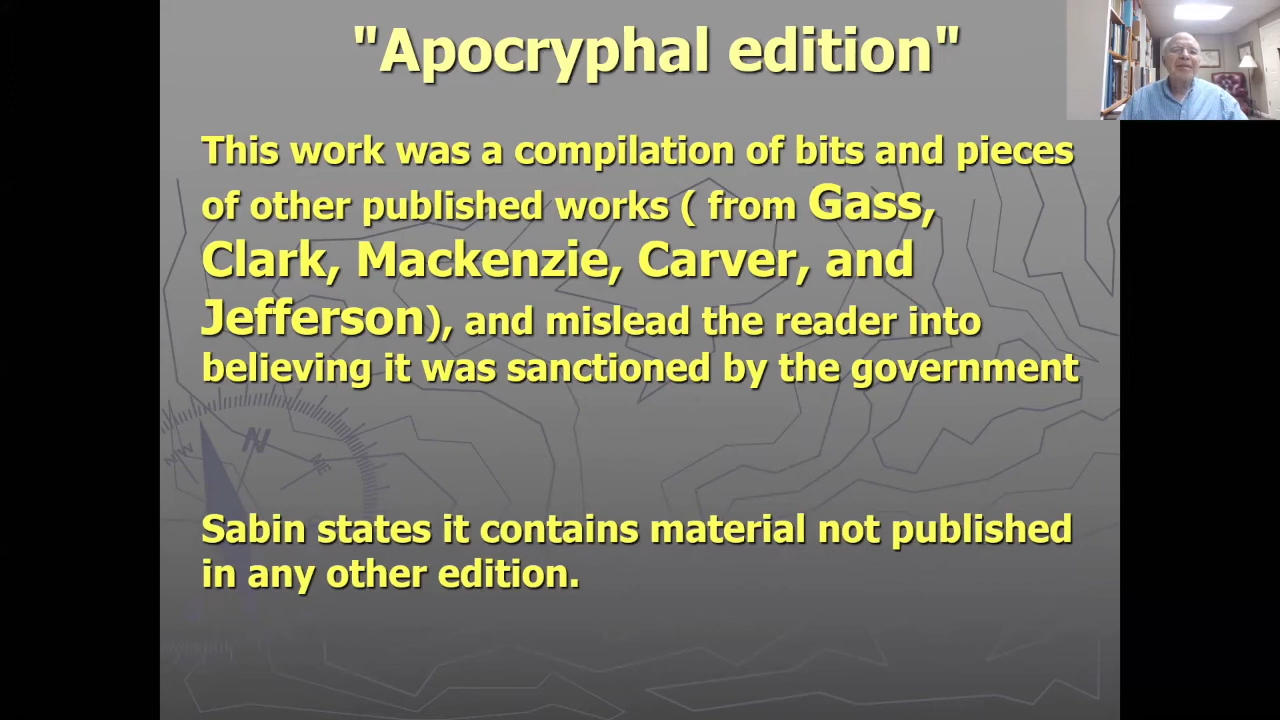 "Apocryphal edition"
This work was a compilation of bits and pieces
of other published works ( from Gass,
Clark, Mackenzie, Carver, and
Jefferson), and mislead the reader into
believing it was sanctioned by the government
NW
N
NE
Sabin states it contains material not published
in any other edition.